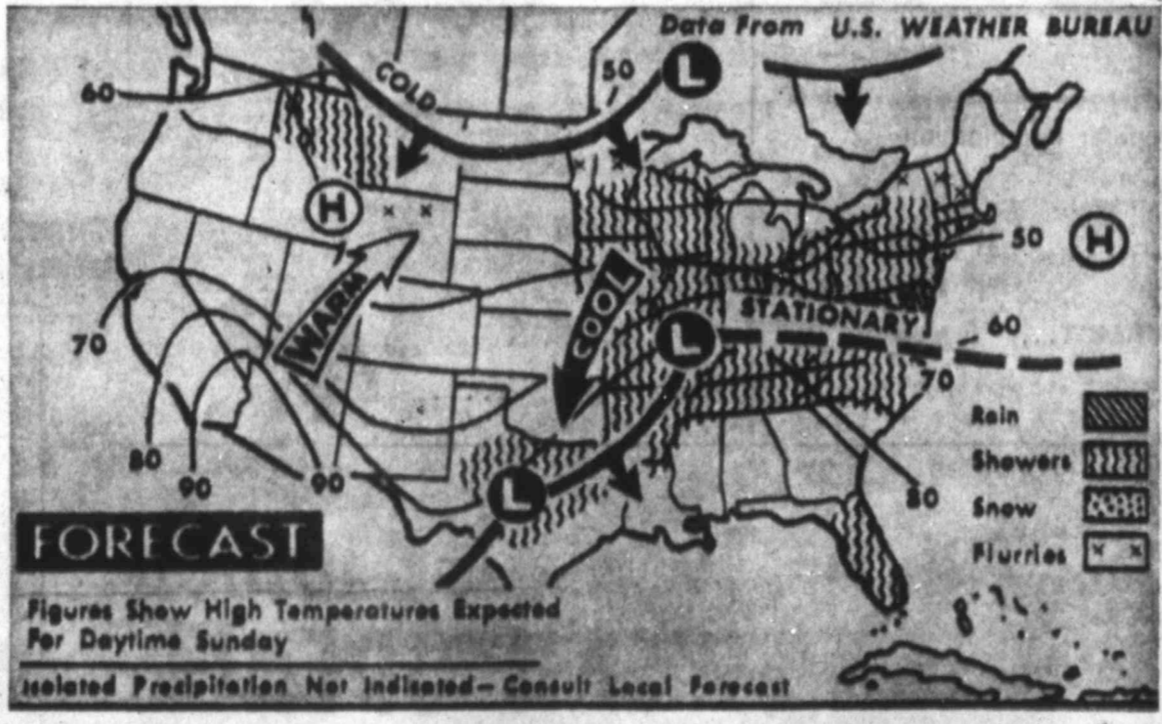 Data From U.S. WEATHER BUREAU
COLD
50
L
60
H
H
50
WARM
COOL
L
STATIONARY
60
70
70
80
90
90
L
80
Rain
Showers
Snow
Flurries
FORECAST
Figures Show High Temperatures Expected
For Daytime Sunday
Isolated Precipitation Not Indicated—Consult Local Forecast